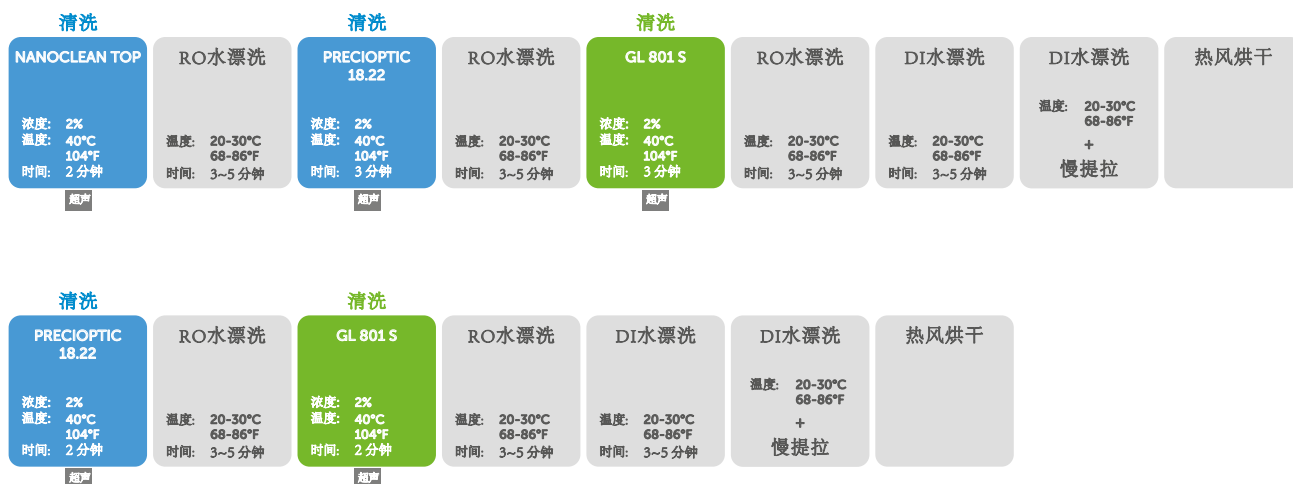 清洗
NANOCLEAN TOP
浓度: 2%
温度: 40°C
104°F
时间: 2 分钟
超声
RO水漂洗
温度: 20-30°C
68-86°F
时间: 3~5 分钟
清洗
PRECIOPTIC
18.22
浓度: 2%
温度: 40°C
104°F
时间: 3 分钟
超声
RO水漂洗
温度: 20-30°C
68-86°F
时间: 3~5 分钟
清洗
GL 801 S
浓度: 2%
温度: 40°C
104°F
时间: 3 分钟
超声
RO水漂洗
温度: 20-30°C
68-86°F
时间: 3~5 分钟
DI水漂洗
温度: 20-30°C
68-86°F
时间: 3~5 分钟
DI水漂洗
温度: 20-30°C
68-86°F
+
慢提拉
热风烘干
清洗
PRECIOPTIC
18.22
浓度: 2%
温度: 40°C
104°F
时间: 2 分钟
超声
RO水漂洗
温度: 20-30°C
68-86°F
时间: 3~5 分钟
清洗
GL 801 S
浓度: 2%
温度: 40°C
104°F
时间: 2 分钟
超声
RO水漂洗
温度: 20-30°C
68-86°F
时间: 3~5 分钟
DI水漂洗
温度: 20-30°C
68-86°F
时间: 3~5 分钟
DI水漂洗
温度: 20-30°C
68-86°F
+
慢提拉
热风烘干